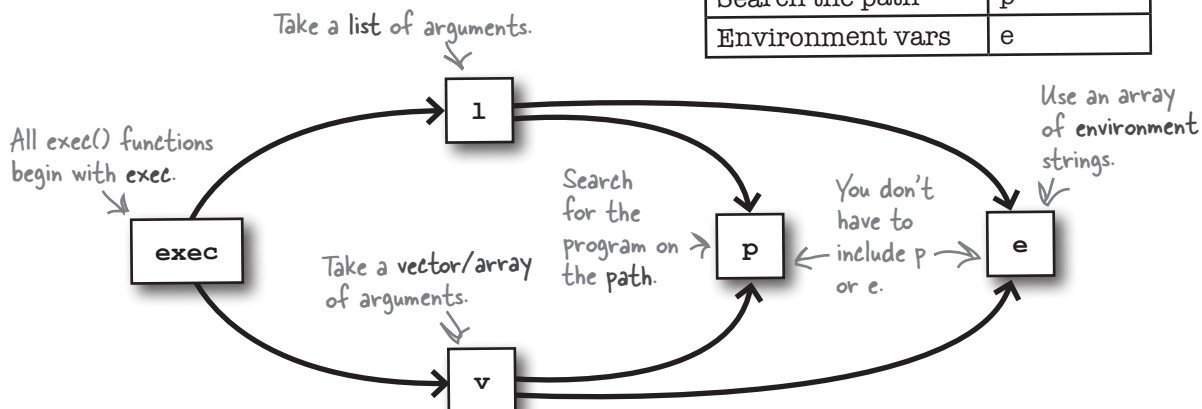 Take a list of arguments.
Search the path p
Environment vars e
All exec() functions
begin with exec.
exec
l
Take a vector/array
of arguments.
v
Search
for the
program on
the path.
p
You don't
have to
include p
or e.
e
Use an array
of environment
strings.